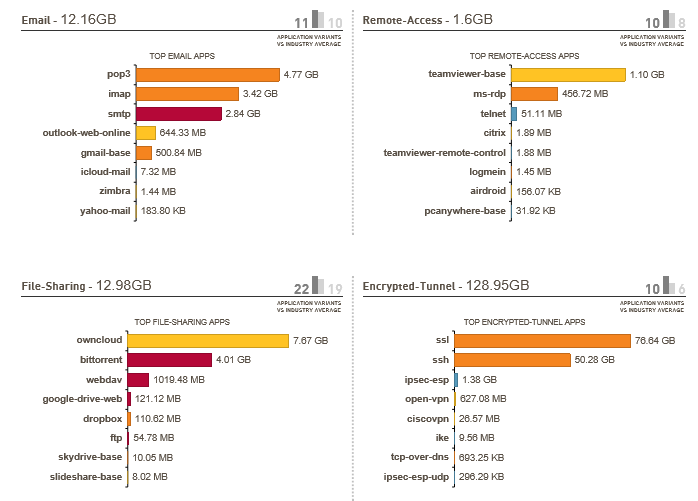 Email - 12.16GB
11 10
APPLICATION VARIANTS
VS INDUSTRY AVERAGE
TOP EMAIL APPS
pop3 4.77 GB
imap 3.42 GB
smtp 2.84 GB
outlook-web-online 644.33 MB
gmail-base 500.84 MB
icloud-mail 7.32 MB
zimbra 1.44 MB
yahoo-mail 183.80 KB
Remote-Access - 1.6GB
10 8
APPLICATION VARIANTS
VS INDUSTRY AVERAGE
TOP REMOTE-ACCESS APPS
teamviewer-base 1.10 GB
ms-rdp 456.72 MB
telnet 51.11 MB
citrix 1.89 MB
teamviewer-remote-control 1.88 MB
logmein 1.45 MB
airdroid 156.07 KB
pcanywhere-base 31.92 KB
File-Sharing - 12.98GB
22 19
APPLICATION VARIANTS
VS INDUSTRY AVERAGE
TOP FILE-SHARING APPS
owncloud 7.67 GB
bittorrent 4.01 GB
webdav 1019.48 MB
google-drive-web 121.12 MB
dropbox 110.62 MB
ftp 54.78 MB
skydrive-base 10.05 MB
slideshare-base 8.02 MB
Encrypted-Tunnel - 128.95GB
10 6
APPLICATION VARIANTS
VS INDUSTRY AVERAGE
TOP ENCRYPTED-TUNNEL APPS
ssl 76.64 GB
ssh 50.28 GB
ipsec-esp 1.38 GB
open-vpn 627.08 MB
ciscovpn 26.57 MB
ike 9.56 MB
tcp-over-dns 693.25 KB
ipsec-esp-udp 296.29 KB